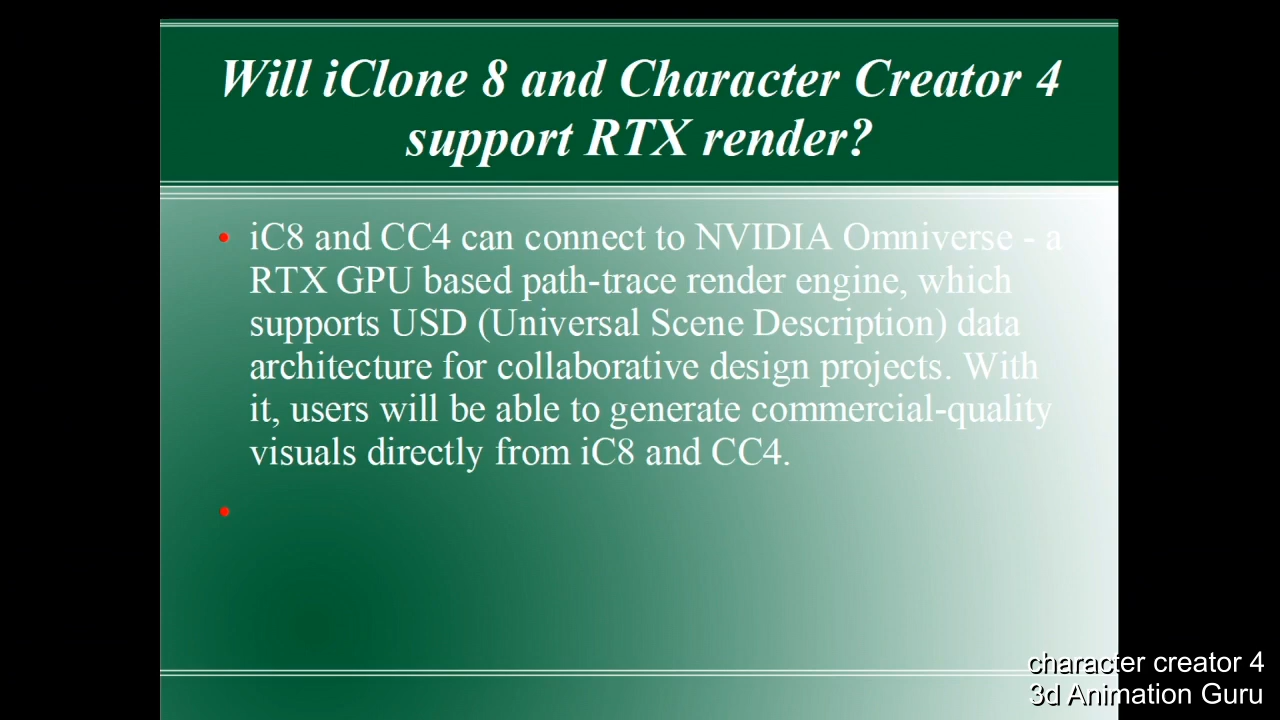 Will iClone 8 and Character Creator 4
support RTX render?
iC8 and CC4 can connect to NVIDIA Omniverse - a
RTX GPU based path-trace render engine, which
supports USD (Universal Scene Description) data
architecture for collaborative design projects. With
it, users will be able to generate commercial-quality
visuals directly from iC8 and CC4.
character creator 4
3d Animation Guru